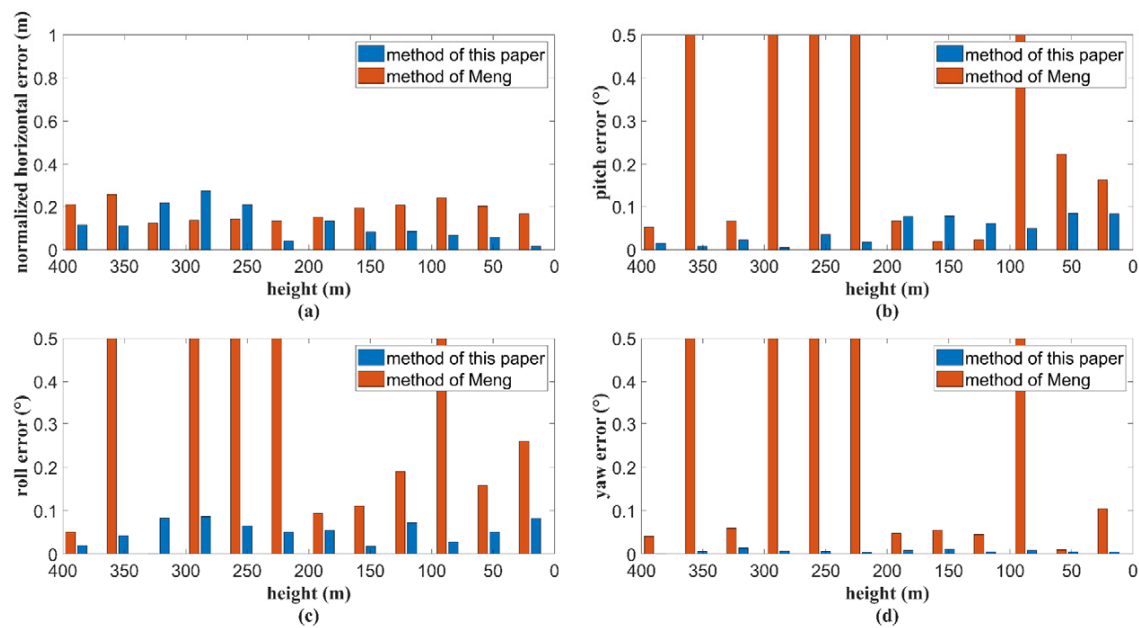 normalized horizontal error (m)
1
0.8
0.6
0.4
0.2
0
400 350 300 250 200 150 100 50 0
height (m)
(a)
method of this paper
method of Meng
pitch error (°)
0.5
0.4
0.3
0.2
0.1
0
400 350 300 250 200 150 100 50 0
height (m)
(b)
method of this paper
method of Meng
roll error (°)
0.5
0.4
0.3
0.2
0.1
0
400 350 300 250 200 150 100 50 0
height (m)
(c)
method of this paper
method of Meng
yaw error (°)
0.5
0.4
0.3
0.2
0.1
0
400 350 300 250 200 150 100 50 0
height (m)
(d)
method of this paper
method of Meng